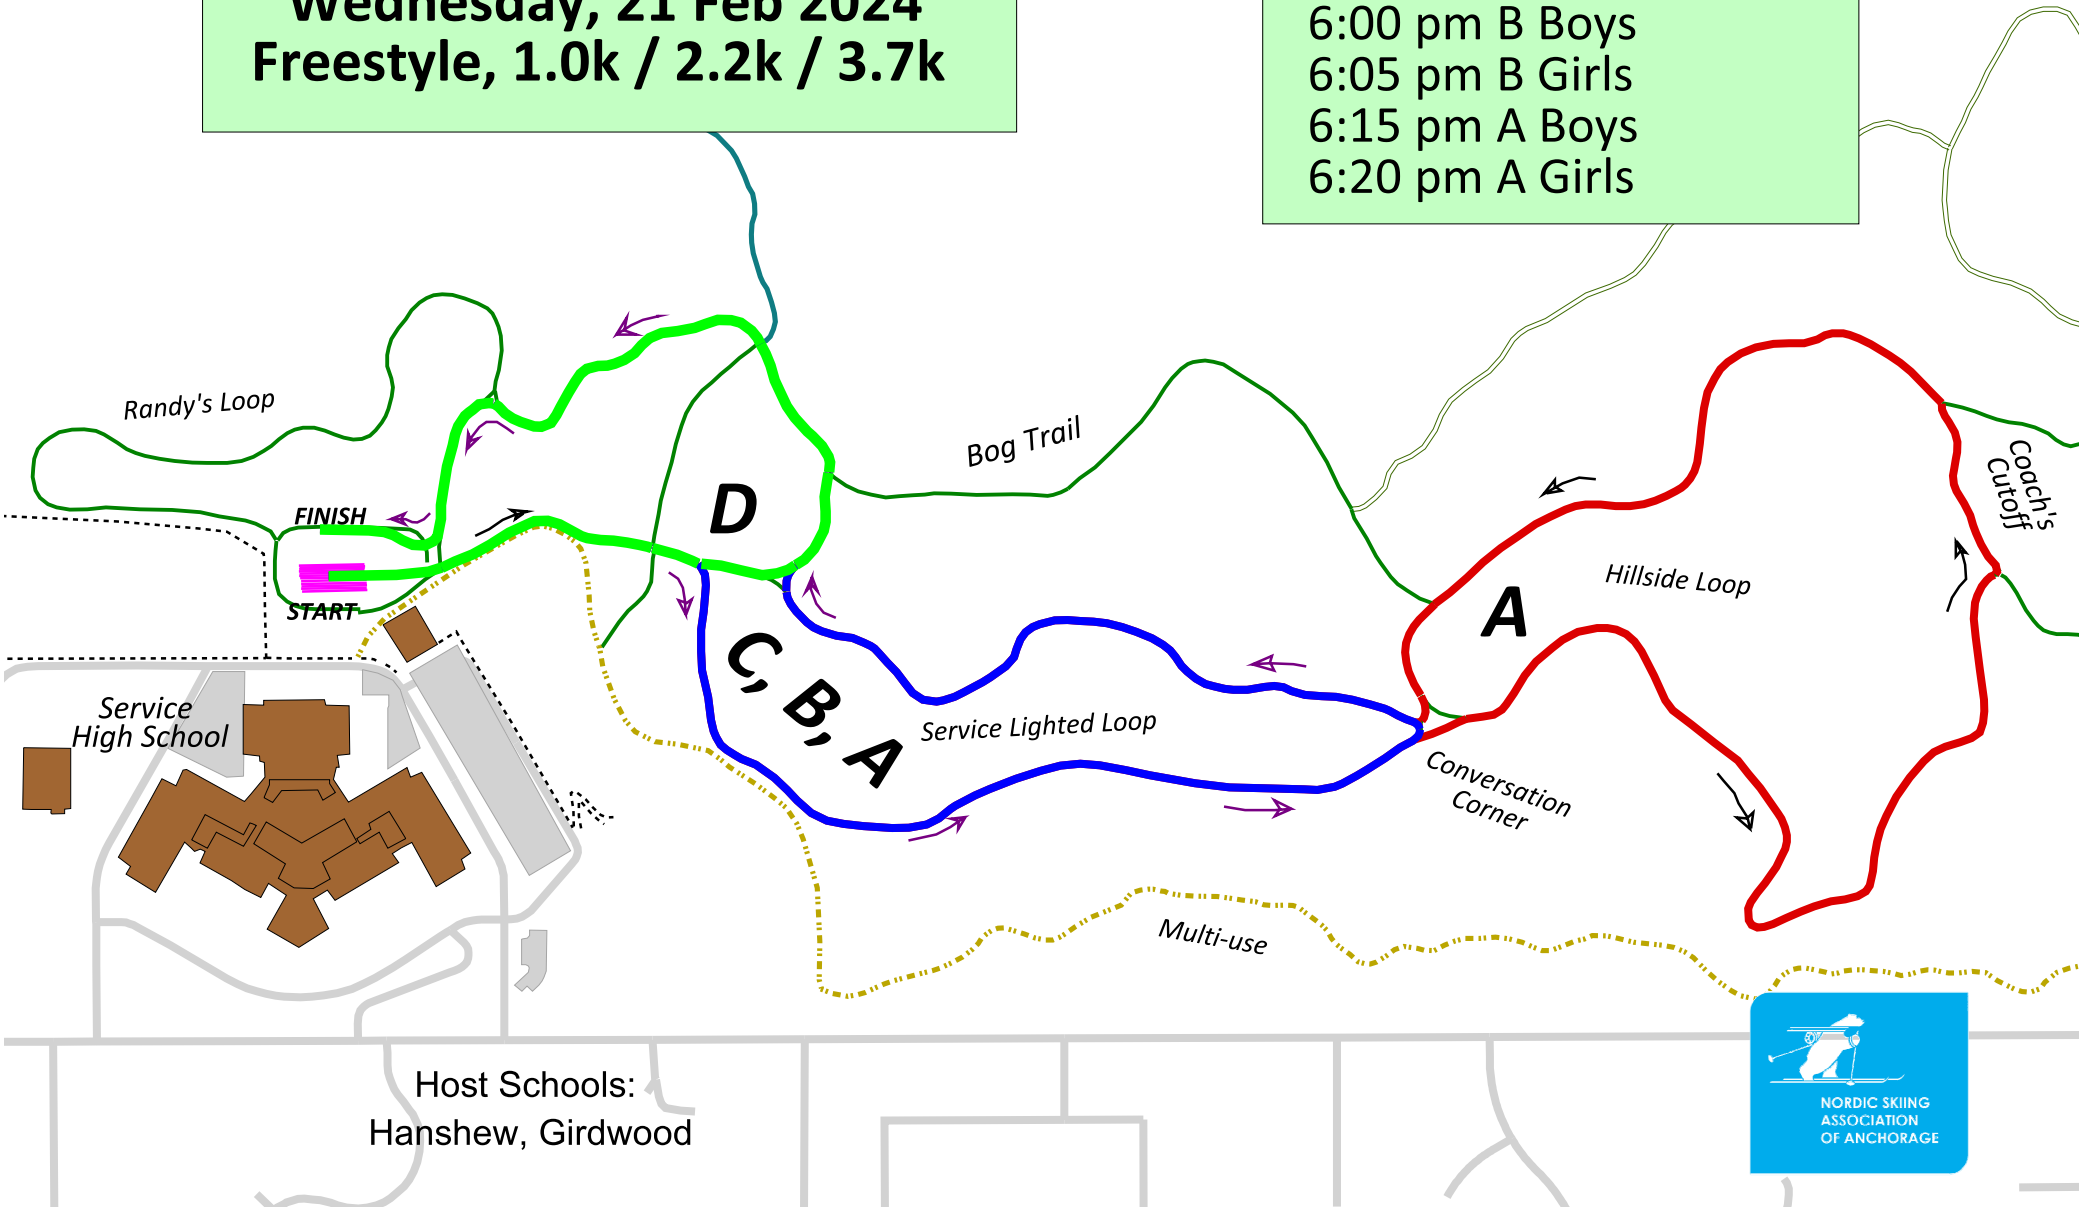 Wednesday, 21 Feb 2024
Freestyle, 1.0k / 2.2k / 3.7k
6:00 pm B Boys
6:05 pm B Girls
6:15 pm A Boys
6:20 pm A Girls
Randy's Loop
Bog Trail
Coach's
Cutoff
D
FINISH
START
Hillside Loop
A
C, B, A
Service
High School
Service Lighted Loop
Conversation
Corner
Multi-use
Host Schools:
Hanshew, Girdwood
NORDIC SKIING
ASSOCIATION
OF ANCHORAGE